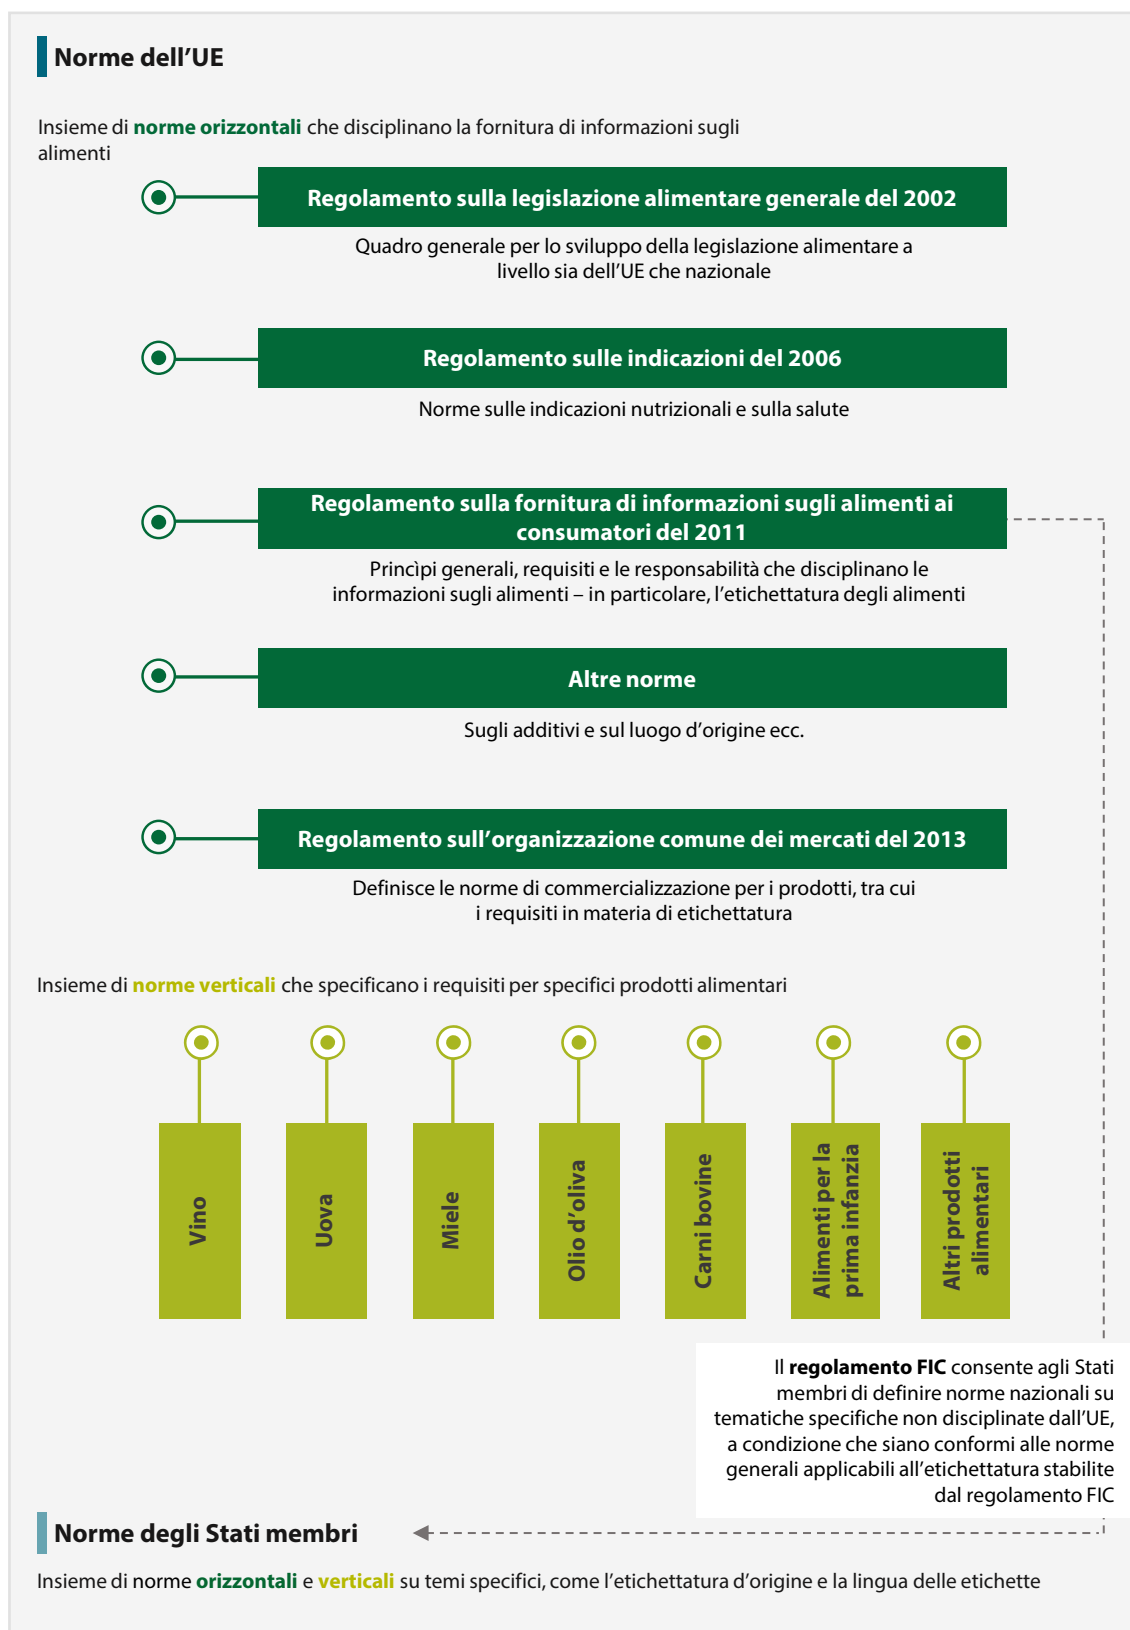 Norme dell’UE
Insieme di norme orizzontali che disciplinano la fornitura di informazioni sugli
alimenti
Regolamento sulla legislazione alimentare generale del 2002
Quadro generale per lo sviluppo della legislazione alimentare a
livello sia dell’UE che nazionale
Regolamento sulle indicazioni del 2006
Norme sulle indicazioni nutrizionali e sulla salute
Regolamento sulla fornitura di informazioni sugli alimenti ai
consumatori del 2011
Princìpi generali, requisiti e le responsabilità che disciplinano le
informazioni sugli alimenti – in particolare, l’etichettatura degli alimenti
Altre norme
Sugli additivi e sul luogo d’origine ecc.
Regolamento sull’organizzazione comune dei mercati del 2013
Definisce le norme di commercializzazione per i prodotti, tra cui
i requisiti in materia di etichettatura
Insieme di norme verticali che specificano i requisiti per specifici prodotti alimentari
Vino
Uova
Miele
Olio d’oliva
Carni bovine
Alimenti per la
prima infanzia
Altri prodotti
alimentari
Il regolamento FIC consente agli Stati
membri di definire norme nazionali su
tematiche specifiche non disciplinate dall’UE,
a condizione che siano conformi alle norme
generali applicabili all’etichettatura stabilite
dal regolamento FIC
Norme degli Stati membri
Insieme di norme orizzontali e verticali su temi specifici, come l’etichettatura d’origine e la lingua delle etichette